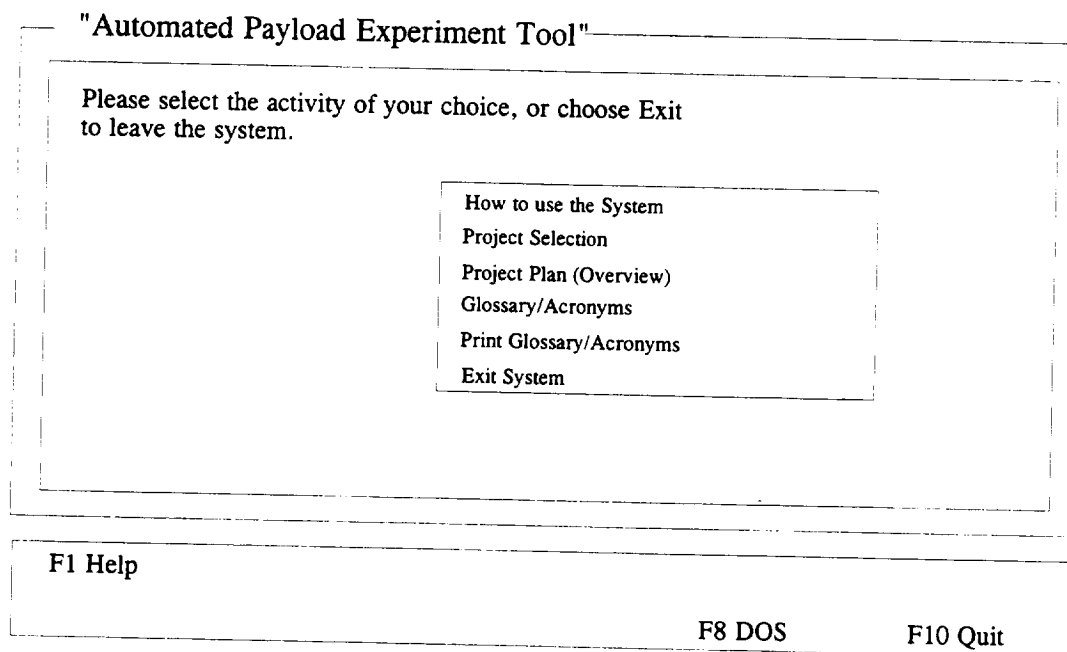 "Automated Payload Experiment Tool"
Please select the activity of your choice, or choose Exit
to leave the system.
How to use the System
Project Selection
Project Plan (Overview)
Glossary/Acronyms
Print Glossary/Acronyms
Exit System
F1 Help
F8 DOS F10 Quit